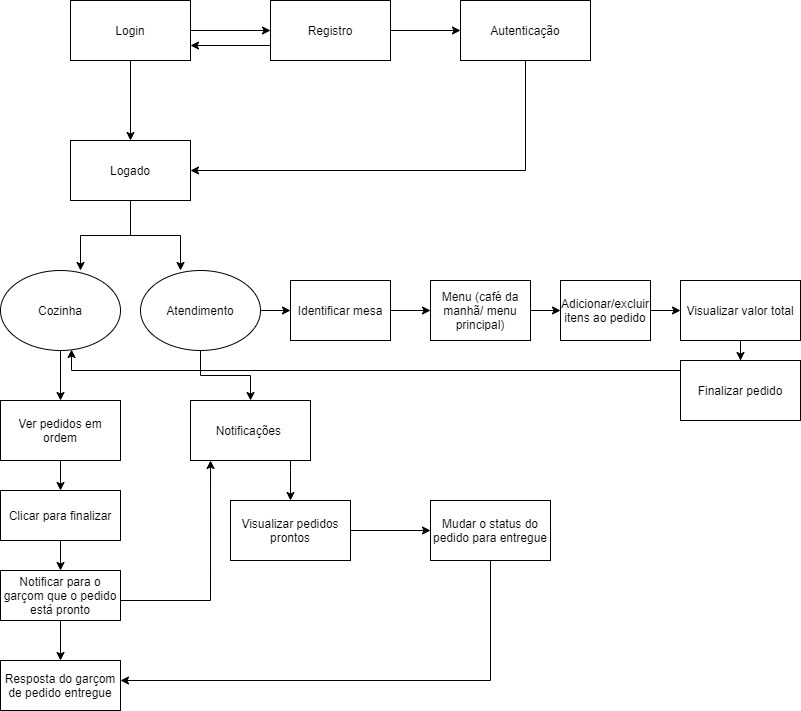 Login
Registro
Autenticação
Logado
Cozinha
Atendimento
Identificar mesa
Menu (café da
manhã/ menu
principal)
Adicionar/excluir
itens ao pedido
Visualizar valor total
Finalizar pedido
Ver pedidos em
ordem
Notificações
Clicar para finalizar
Visualizar pedidos
prontos
Mudar o status do
pedido para entregue
Notificar para o
garçom que o pedido
está pronto
Resposta do garçom
de pedido entregue